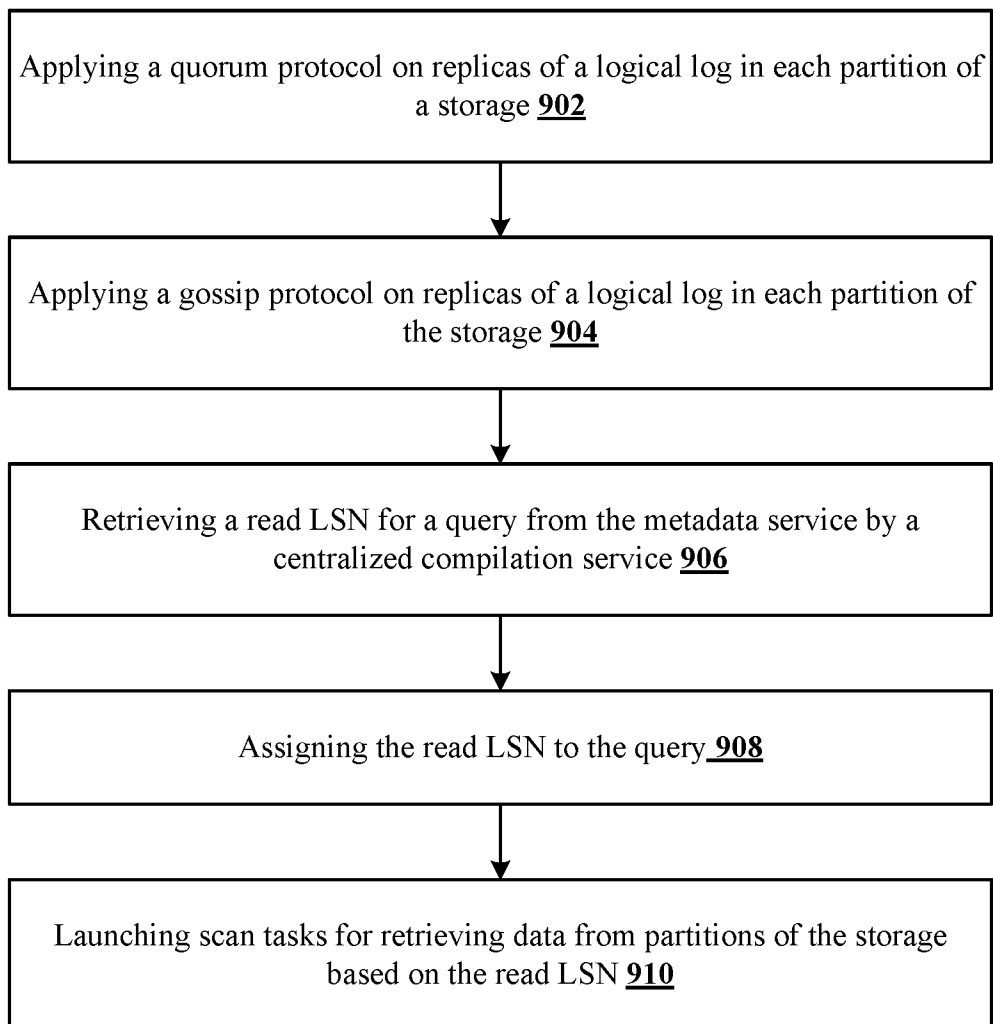 Applying a quorum protocol on replicas of a logical log in each partition of
a storage 902
Applying a gossip protocol on replicas of a logical log in each partition of
the storage 904
Retrieving a read LSN for a query from the metadata service by a
centralized compilation service 906
Assigning the read LSN to the query 908
Launching scan tasks for retrieving data from partitions of the storage
based on the read LSN 910